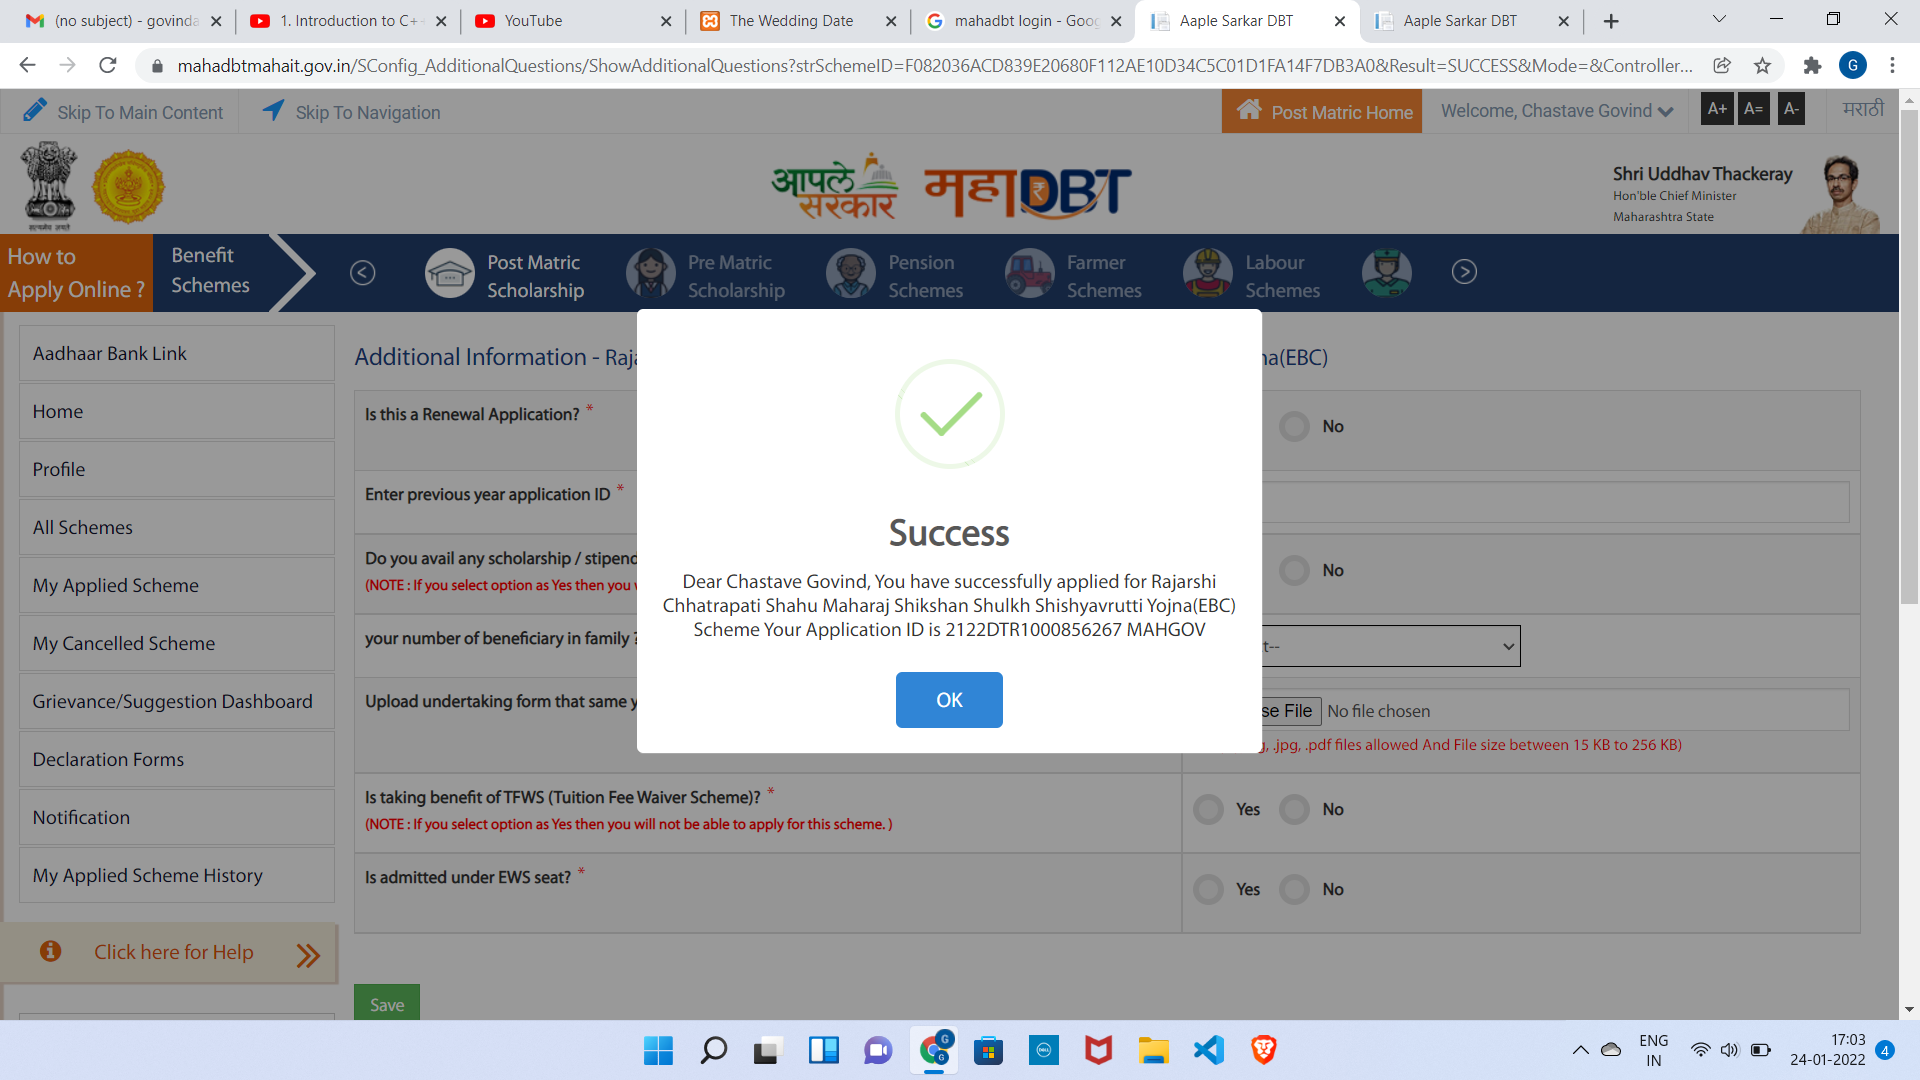 (no subject) - govinda
1. Introduction to C+
YouTube
The Wedding Date
mahadbt login - Goog
Aaple Sarkar DBT
Aaple Sarkar DBT
mahadbtmahait.gov.in/SConfig_AdditionalQuestions/ShowAdditionalQuestions?strSchemeID=F082036ACD839E20680F112AE10D34C5C01D1FA14F7DB3A0&Result=SUCCESS&Mode=&Controller...
G
Skip To Main Content
Skip To Navigation
Post Matric Home
Welcome, Chastave Govind
A+ A= A-
मराठी
सत्यमेव जयते
आपले सरकार
महाDBT
Shri Uddhav Thackeray
Hon'ble Chief Minister
Maharashtra State
How to
Apply Online ?
Benefit
Schemes
Post Matric
Scholarship
Pre Matric
Scholarship
Pension
Schemes
Farmer
Schemes
Labour
Schemes
Aadhaar Bank Link
Home
Profile
All Schemes
My Applied Scheme
My Cancelled Scheme
Grievance/Suggestion Dashboard
Declaration Forms
Notification
My Applied Scheme History
Click here for Help
Additional Information - Raja
na(EBC)
Is this a Renewal Application? *
No
Enter previous year application ID *
Do you avail any scholarship / stipend
(NOTE : If you select option as Yes then you w
No
your number of beneficiary in family ?
t--
Upload undertaking form that same y
se File No file chosen
g, .jpg, .pdf files allowed And File size between 15 KB to 256 KB)
Is taking benefit of TFWS (Tuition Fee Waiver Scheme)? *
(NOTE : If you select option as Yes then you will not be able to apply for this scheme. )
Yes No
Is admitted under EWS seat? *
Yes No
Save
Success
Dear Chastave Govind, You have successfully applied for Rajarshi
Chhatrapati Shahu Maharaj Shikshan Shulkh Shishyavrutti Yojna(EBC)
Scheme Your Application ID is 2122DTR1000856267 MAHGOV
OK
ENG
IN
17:03
24-01-2022
4